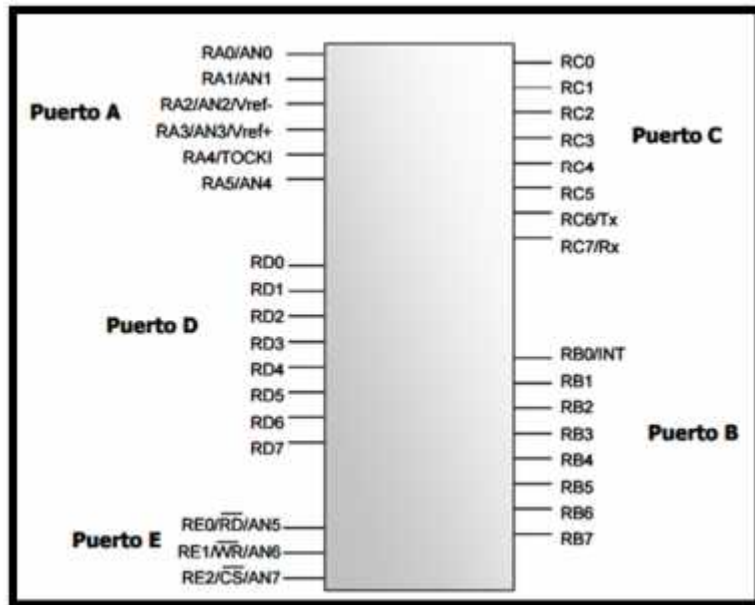 Puerto A
RA0/AN0
RA1/AN1
RA2/AN2/Vref-
RA3/AN3/Vref+
RA4/TOCKI
RA5/AN4
Puerto D
RD0
RD1
RD2
RD3
RD4
RD5
RD6
RD7
Puerto E
RE0/RD/AN5
RE1/WR/AN6
RE2/CS/AN7
RC0
RC1
RC2
RC3
RC4
RC5
RC6/Tx
RC7/Rx
Puerto C
RB0/INT
RB1
RB2
RB3
RB4
RB5
RB6
RB7
Puerto B